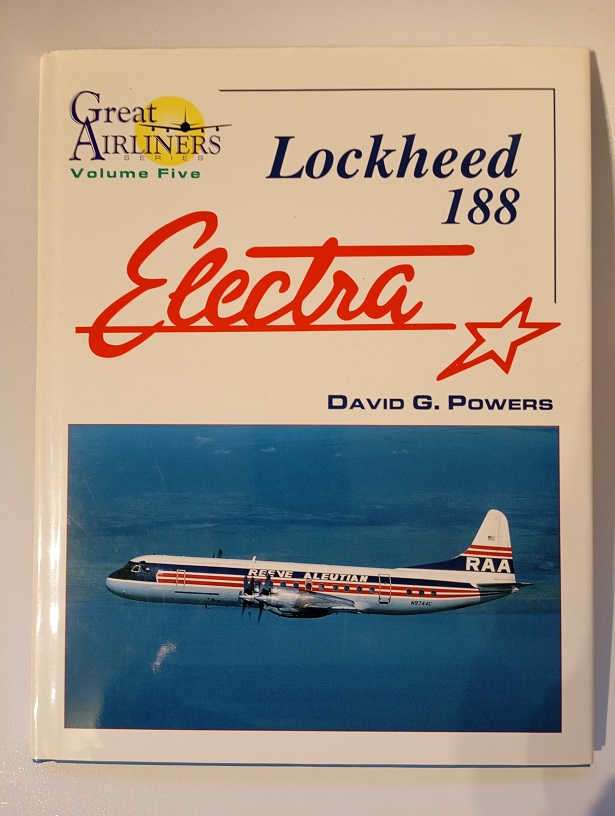 Great
AIRLINERS
SERIES
Volume Five
Lockheed
188
Electra
DAVID G. POWERS
REEVE ALEUTIAN
RAA
N9744C